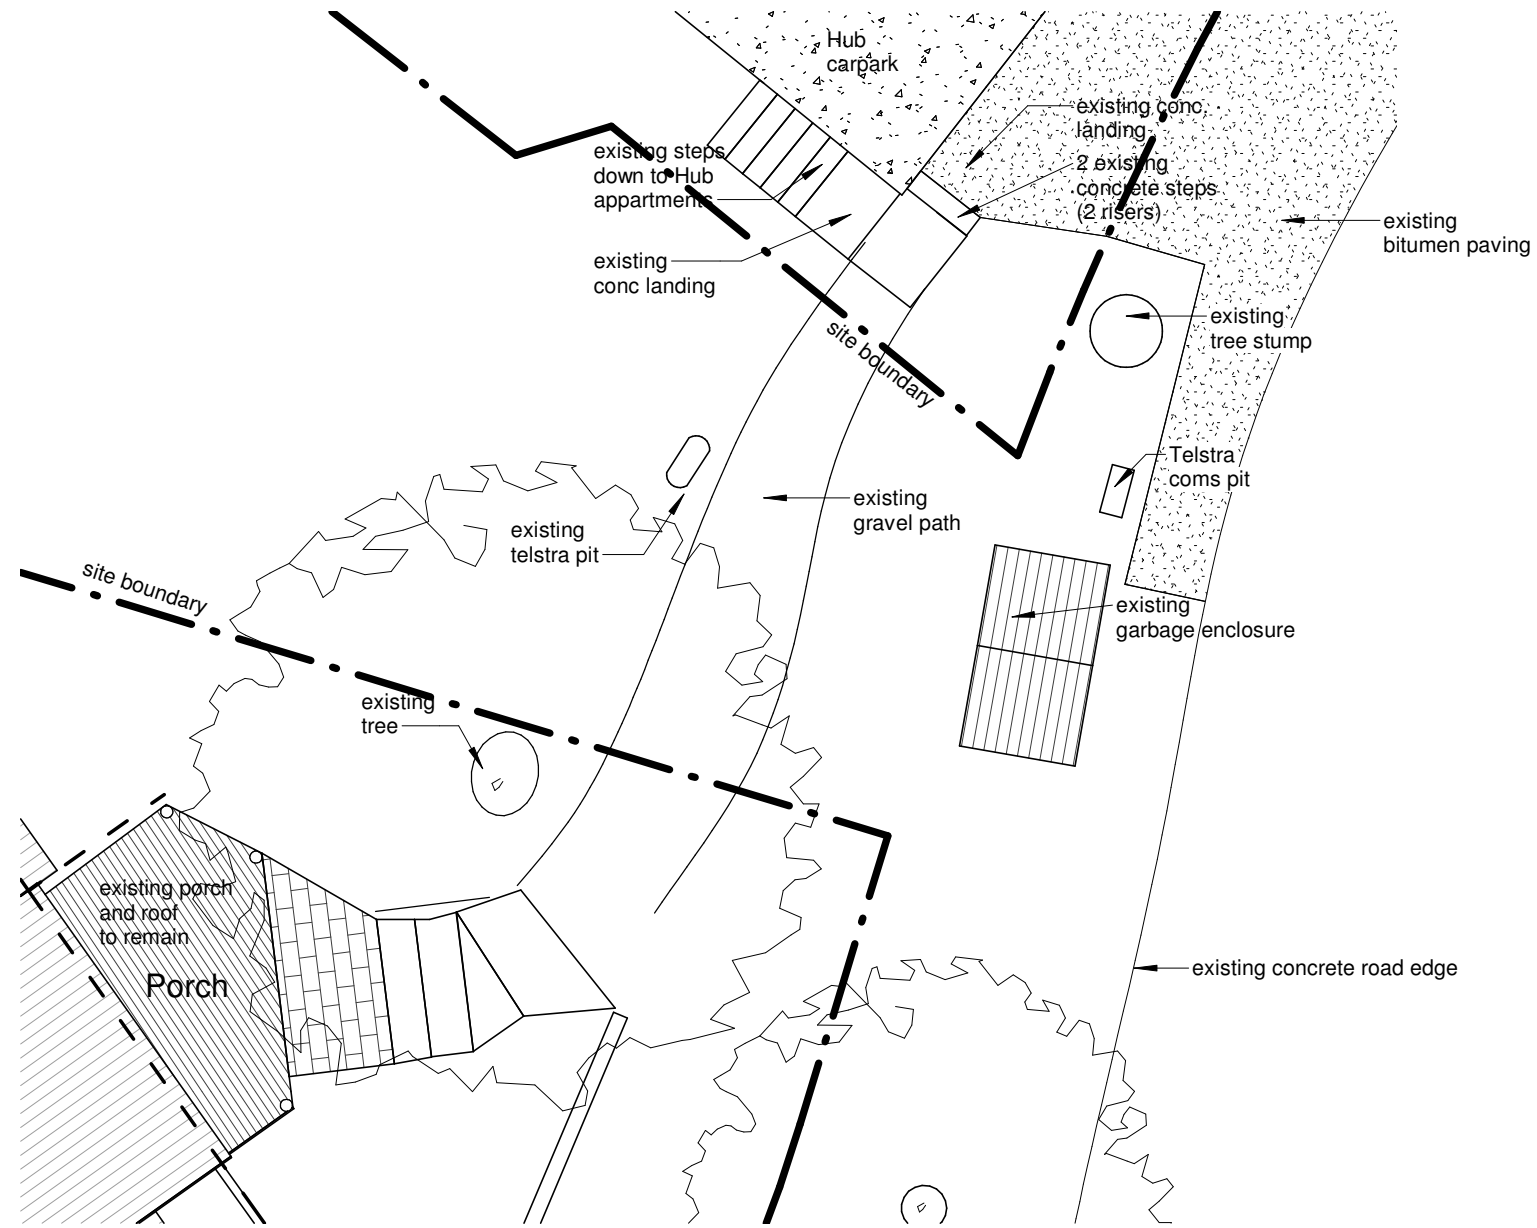 Hub
carpark
existing conc.
landing
existing steps
down to Hub
appartments
2 existing
concrete steps
(2 risers)
existing
bitumen paving
existing
conc landing
existing
tree stump
site boundary
Telstra
coms pit
existing
gravel path
existing
telstra pit
site boundary
existing
garbage enclosure
existing
tree
existing porch
and roof
to remain
Porch
existing concrete road edge